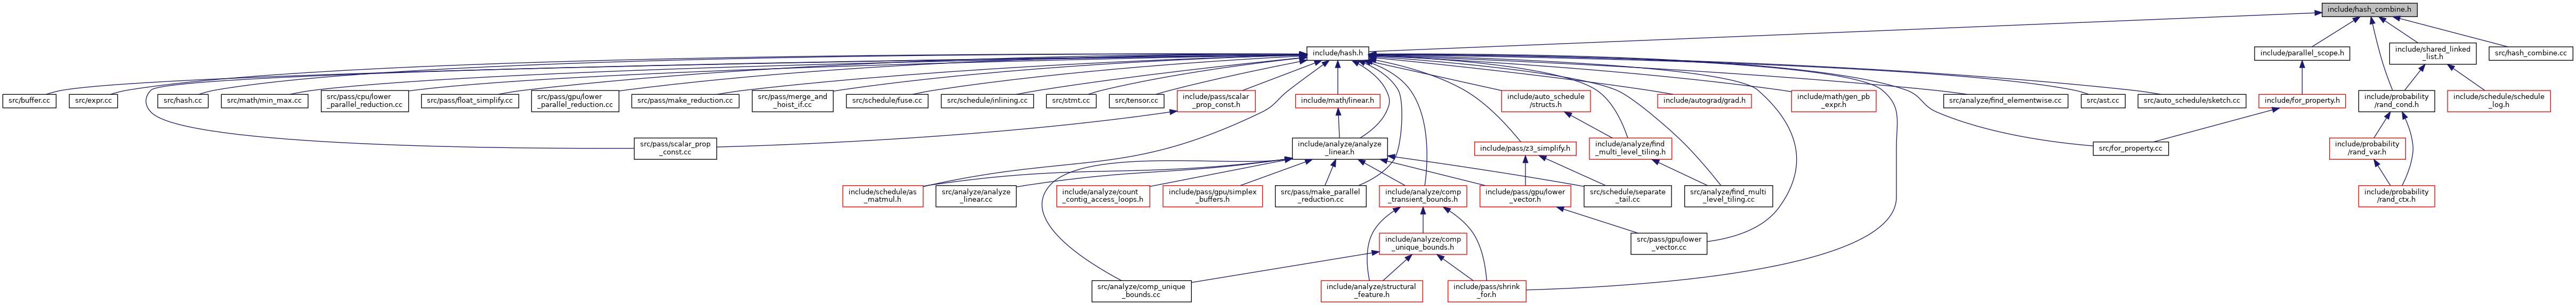 include/hash_combine.h
include/hash.h
include/parallel_scope.h
include/shared_linked
_list.h
src/hash_combine.cc
src/buffer.cc
src/expr.cc
src/hash.cc
src/math/min_max.cc
src/pass/cpu/lower
_parallel_reduction.cc
src/pass/float_simplify.cc
src/pass/gpu/lower
_parallel_reduction.cc
src/pass/make_reduction.cc
src/pass/merge_and
_hoist_if.cc
src/schedule/fuse.cc
src/schedule/inlining.cc
src/stmt.cc
src/tensor.cc
include/pass/scalar
_prop_const.h
include/math/linear.h
include/auto_schedule
/structs.h
include/autograd/grad.h
include/math/gen_pb
_expr.h
src/analyze/find_elementwise.cc
src/ast.cc
src/auto_schedule/sketch.cc
include/for_property.h
include/probability
/rand_cond.h
include/schedule/schedule
_log.h
src/pass/scalar_prop
_const.cc
include/analyze/analyze
_linear.h
include/pass/z3_simplify.h
include/analyze/find
_multi_level_tiling.h
src/for_property.cc
include/probability
/rand_var.h
include/schedule/as
_matmul.h
src/analyze/analyze
_linear.cc
include/analyze/count
_contig_access_loops.h
include/pass/gpu/simplex
_buffers.h
src/pass/make_parallel
_reduction.cc
include/analyze/comp
_transient_bounds.h
include/pass/gpu/lower
_vector.h
src/schedule/separate
_tail.cc
src/analyze/find_multi
_level_tiling.cc
include/probability
/rand_ctx.h
include/analyze/comp
_unique_bounds.h
src/pass/gpu/lower
_vector.cc
src/analyze/comp_unique
_bounds.cc
include/analyze/structural
_feature.h
include/pass/shrink
_for.h